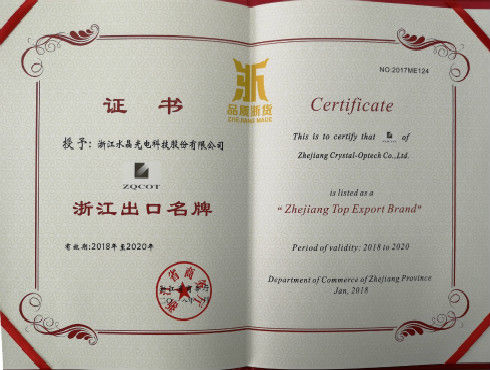 证 书
授予：浙江水晶光电科技股份有限公司
ZQCOT
浙江出口名牌
有效期:2018年至2020年
浙
品质浙货
ZHEJIANG MADE
NO:2017ME124
Certificate
This is to certify that ZQCOT of
Zhejiang Crystal-Optech Co.,Ltd.
is listed as a
“ Zhejiang Top Export Brand”
Period of validity: 2018 to 2020
Department of Commerce of Zhejiang Province
Jan, 2018